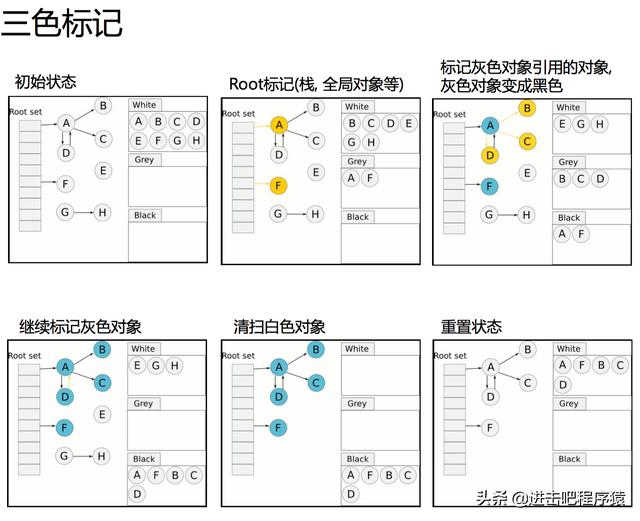 三色标记
初始状态
Root set
A
B
C
D
E
F
G
H
White
A B C D
E F G H
Grey
Black
Root标记(栈, 全局对象等)
Root set
A
B
C
D
E
F
G
H
White
B C D E
G H
Grey
A F
Black
标记灰色对象引用的对象,
灰色对象变成黑色
Root set
A
B
C
D
E
F
G
H
White
E G H
Grey
B C D
Black
A F
继续标记灰色对象
Root set
A
B
C
D
E
F
G
H
White
E G H
Grey
Black
A F B C
D
清扫白色对象
Root set
A
B
C
D
F
White
Grey
Black
A F B C
D
重置状态
Root set
A
B
C
D
F
White
A F B C
D
Grey
Black
头条 @进击吧程序猿